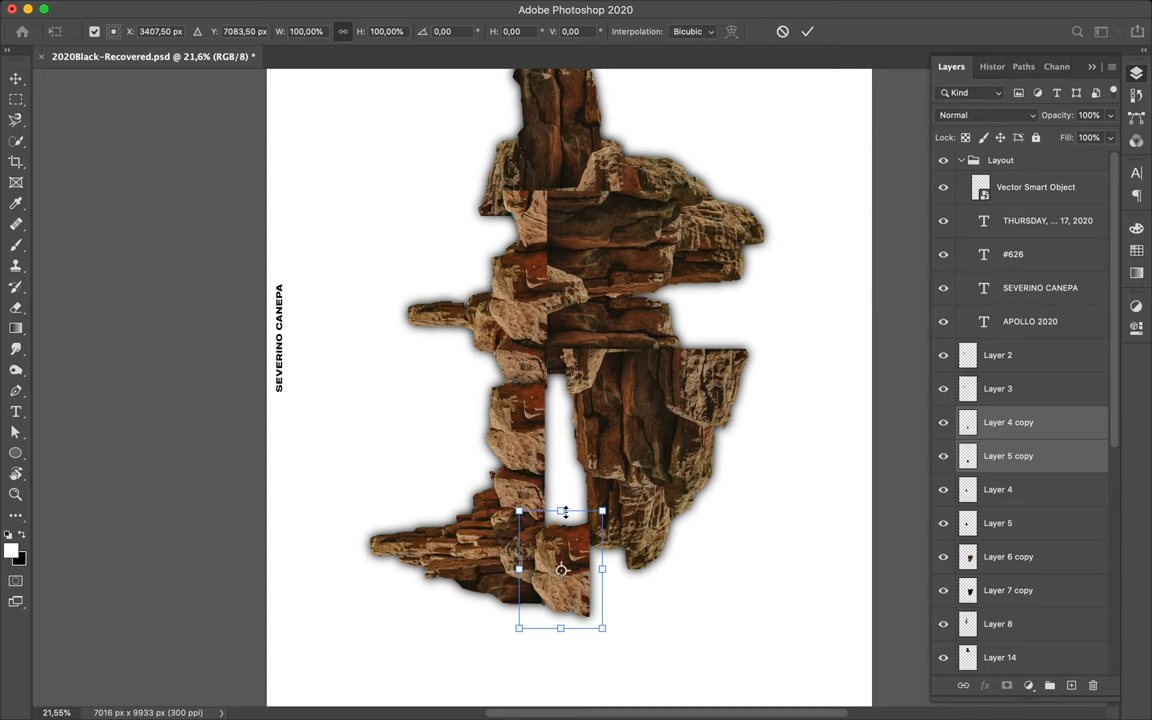 Adobe Photoshop 2020
X: 3407,50 px Y: 7083,50 px W: 100,00% H: 100,00% 0,00 ° H: 0,00 ° V: 0,00 ° Interpolation: Bicubic
2020Black-Recovered.psd @ 21,6% (RGB/8) *
Layers Histor Paths Chann
Kind
Normal Opacity: 100%
Lock: Fill: 100%
Layout
Vector Smart Object
THURSDAY, ... 17, 2020
#626
SEVERINO CANEPA
APOLLO 2020
Layer 2
Layer 3
Layer 4 copy
Layer 5 copy
Layer 4
Layer 5
Layer 6 copy
Layer 7 copy
Layer 8
Layer 14
SEVERINO CANEPA
21,55% 7016 px x 9933 px (300 ppi)